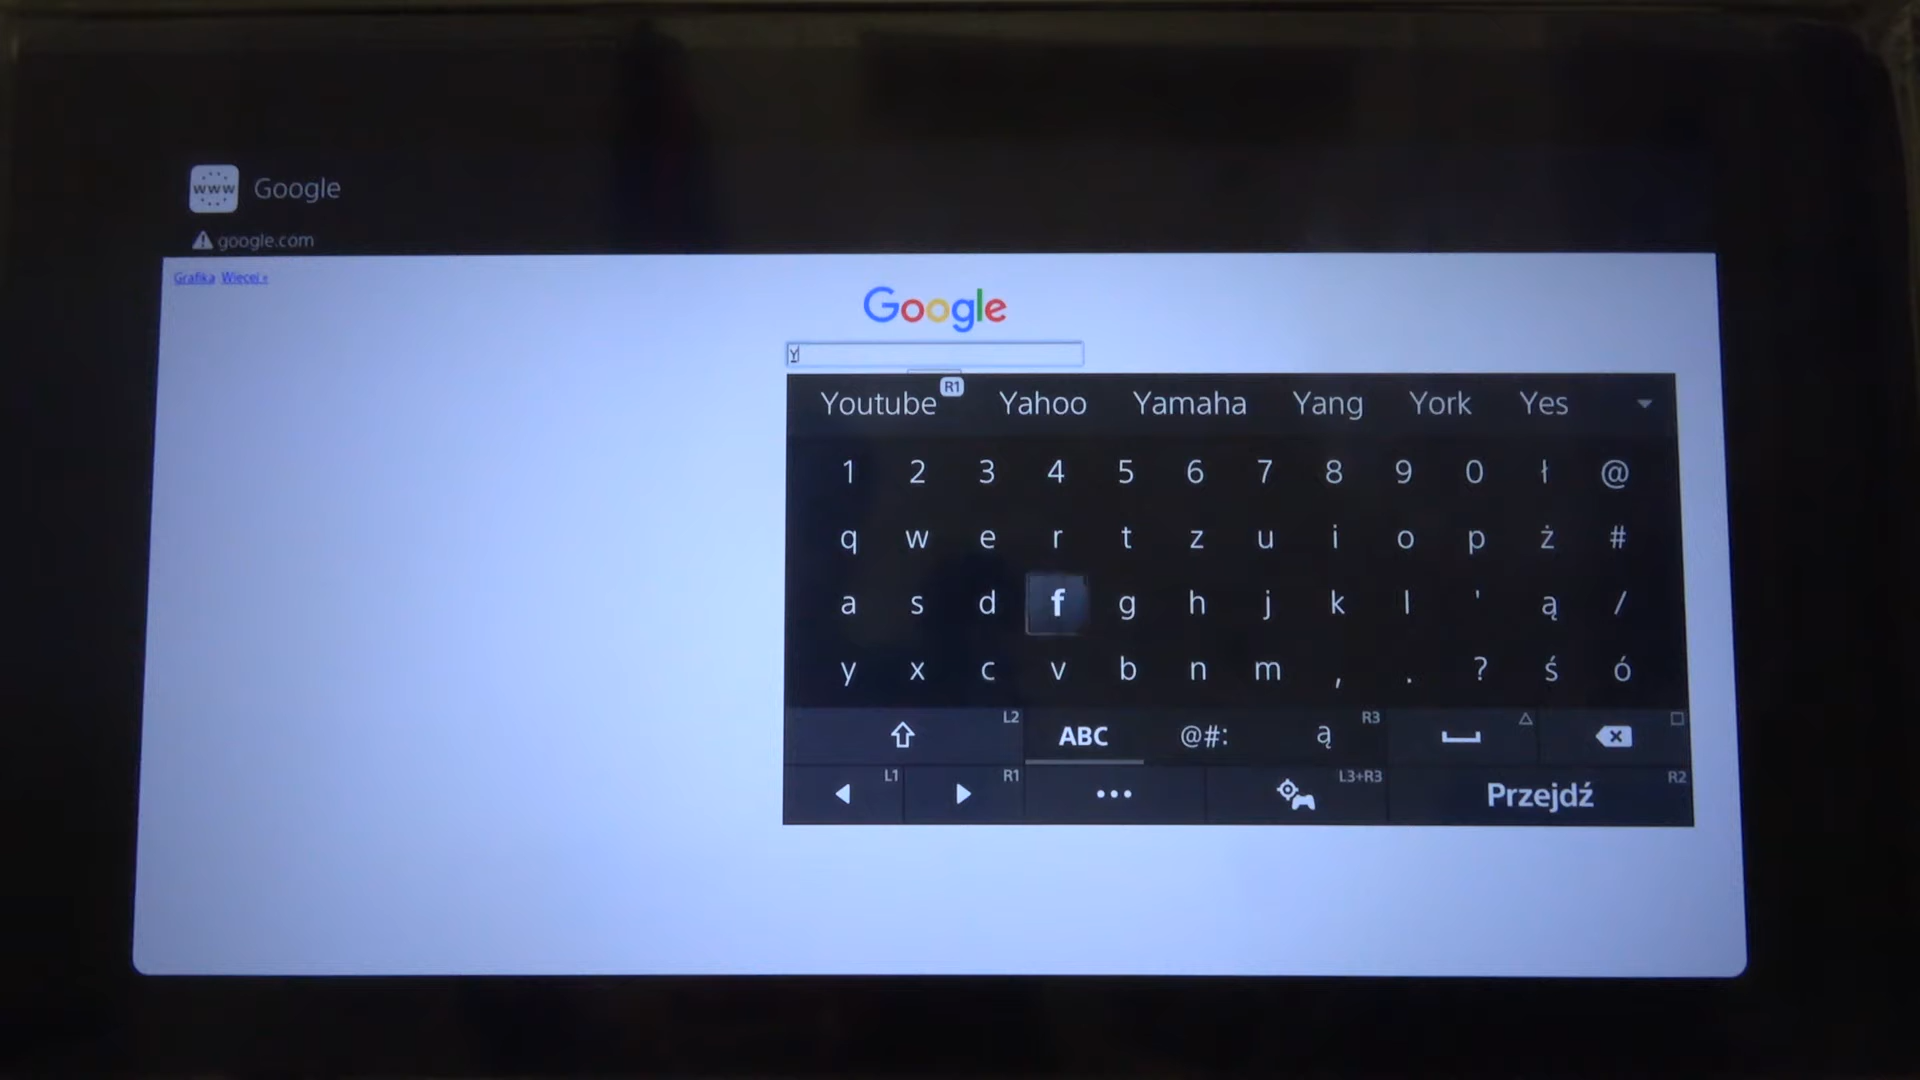 www Google
google.com
Grafika Więcej »
Google
Y
Youtube R1 Yahoo Yamaha Yang York Yes
1 2 3 4 5 6 7 8 9 0 ł @
q w e r t z u i o p ż #
a s d f g h j k l ' ą /
y x c v b n m , . ? ś ó
L2 ABC @#: ą R3
L1 R1 ... L3+R3 Przejdź R2